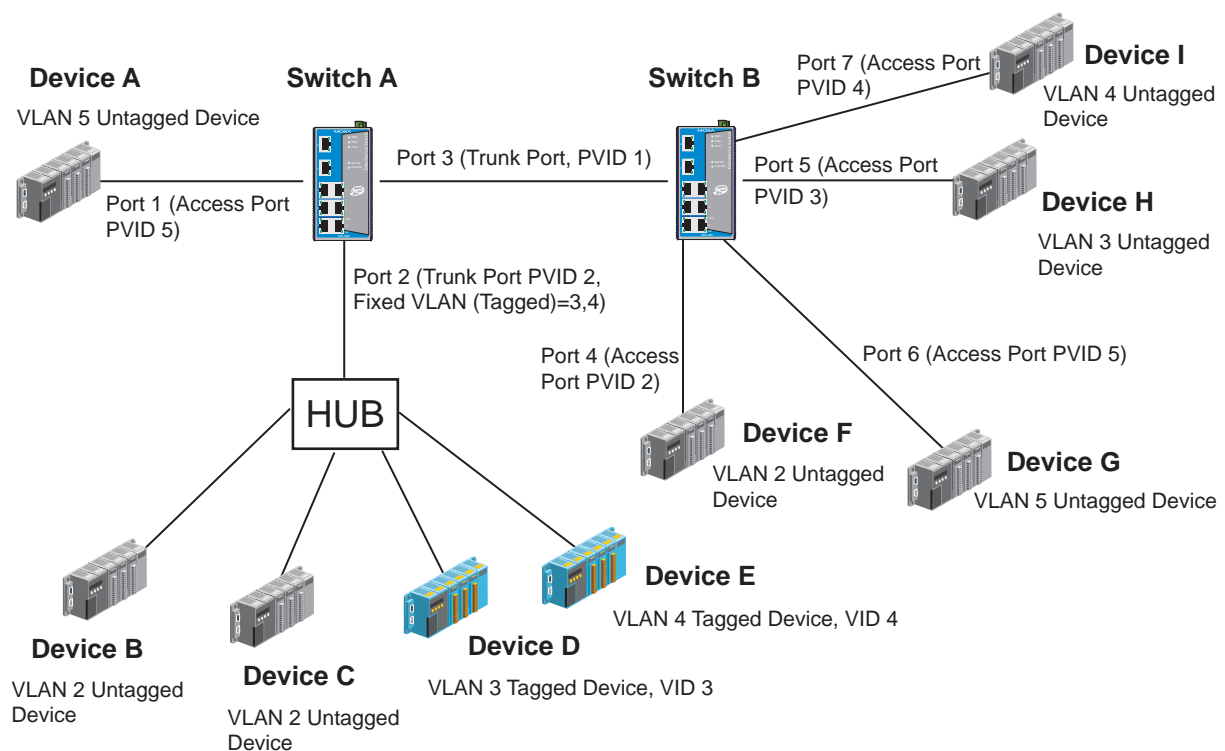 Device A
VLAN 5 Untagged Device
Switch A
MOXA
Switch B
MOXA
Port 7 (Access Port
PVID 4)
Device I
VLAN 4 Untagged
Device
Port 3 (Trunk Port, PVID 1)
Port 5 (Access Port
PVID 3)
Device H
VLAN 3 Untagged
Device
Port 1 (Access Port
PVID 5)
Port 2 (Trunk Port PVID 2,
Fixed VLAN (Tagged)=3,4)
Port 4 (Access
Port PVID 2)
Port 6 (Access Port PVID 5)
HUB
Device F
VLAN 2 Untagged
Device
Device G
VLAN 5 Untagged Device
Device E
VLAN 4 Tagged Device, VID 4
Device B
VLAN 2 Untagged
Device
Device C
VLAN 2 Untagged
Device
Device D
VLAN 3 Tagged Device, VID 3